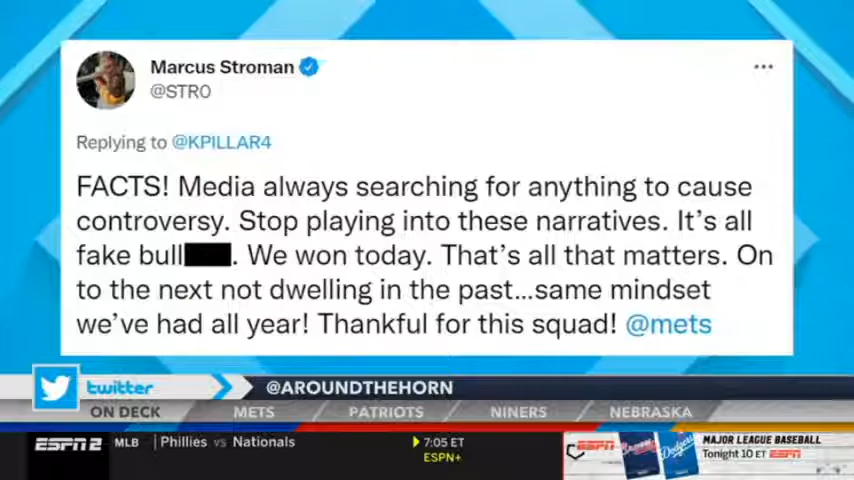 Marcus Stroman
@STR0
Replying to @KPILLAR4
FACTS! Media always searching for anything to cause
controversy. Stop playing into these narratives. It's all
fake bull. We won today. That's all that matters. On
to the next not dwelling in the past...same mindset
we've had all year! Thankful for this squad! @mets
twitter
@AROUNDTHEHORN
ON DECK METS PATRIOTS NINERS NEBRASKA
ESPN2 MLB Phillies vs Nationals 7:05 ET
ESPN+
ESPN Braves Dodgers MAJOR LEAGUE BASEBALL
Tonight 10 ET ESPN